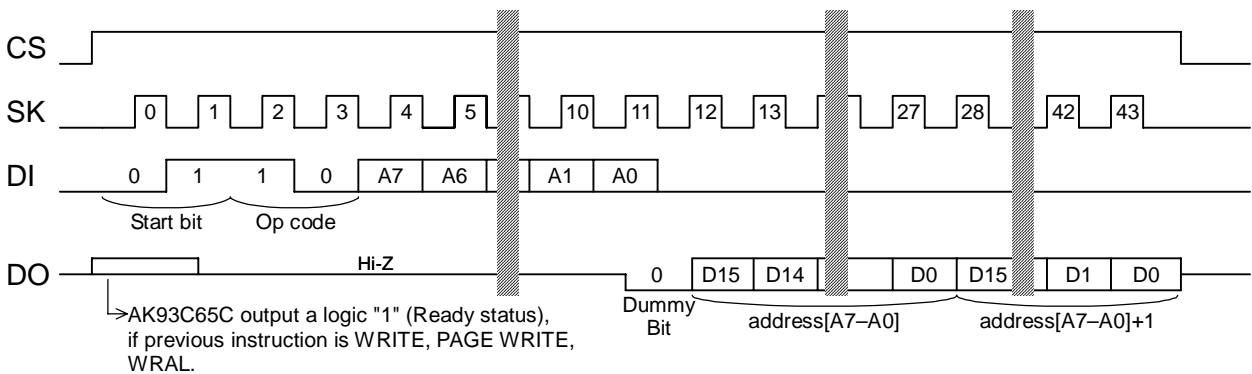 CS
SK 0 1 2 3 4 5 10 11 12 13 27 28 42 43
DI 0 1 1 0 A7 A6 A1 A0
Start bit Op code
DO Hi-Z 0 D15 D14 D0 D15 D1 D0
Dummy
Bit
address[A7–A0] address[A7–A0]+1
AK93C65C output a logic "1" (Ready status),
if previous instruction is WRITE, PAGE WRITE,
WRAL.